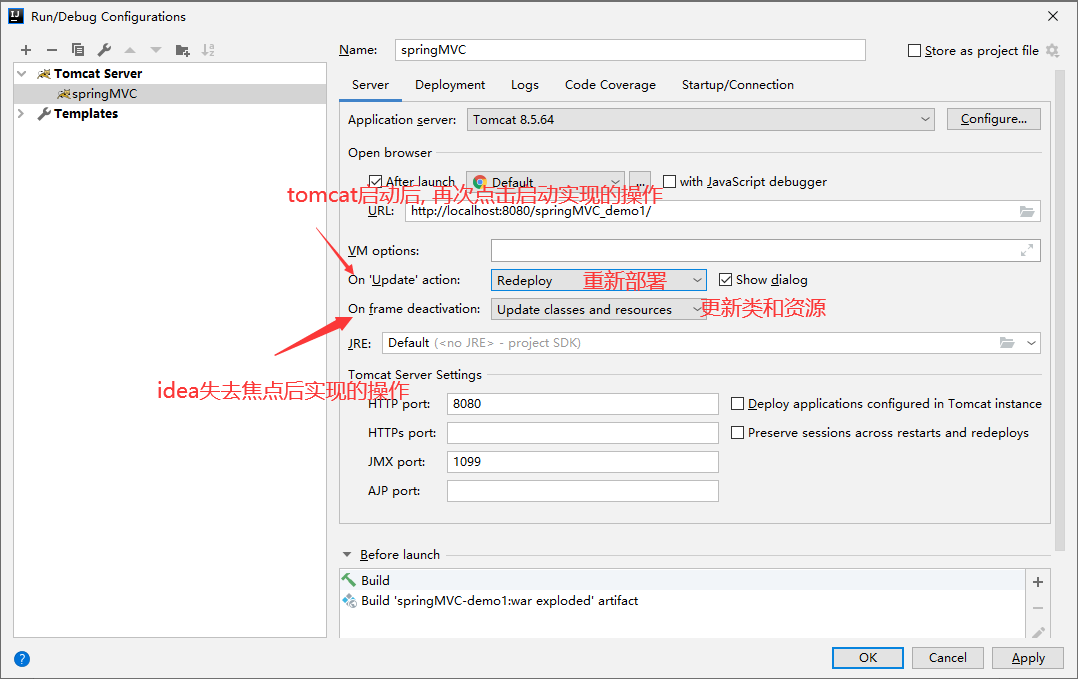 Run/Debug Configurations
Name: springMVC
Store as project file
Tomcat Server
springMVC
Templates
Server Deployment Logs Code Coverage Startup/Connection
Application server: Tomcat 8.5.64 Configure...
Open browser
After launch Default ... with JavaScript debugger
tomcat启动后, 再次点击启动实现的操作
URL: http://localhost:8080/springMVC_demo1/
VM options:
On 'Update' action: Redeploy 重新部署 Show dialog
On frame deactivation: Update classes and resources 更新类和资源
JRE: Default (<no JRE> - project SDK)
Tomcat Server Settings
idea失去焦点后实现的操作
HTTP port: 8080 Deploy applications configured in Tomcat instance
HTTPs port: Preserve sessions across restarts and redeploys
JMX port: 1099
AJP port:
Before launch
Build
Build 'springMVC-demo1:war exploded' artifact
OK Cancel Apply